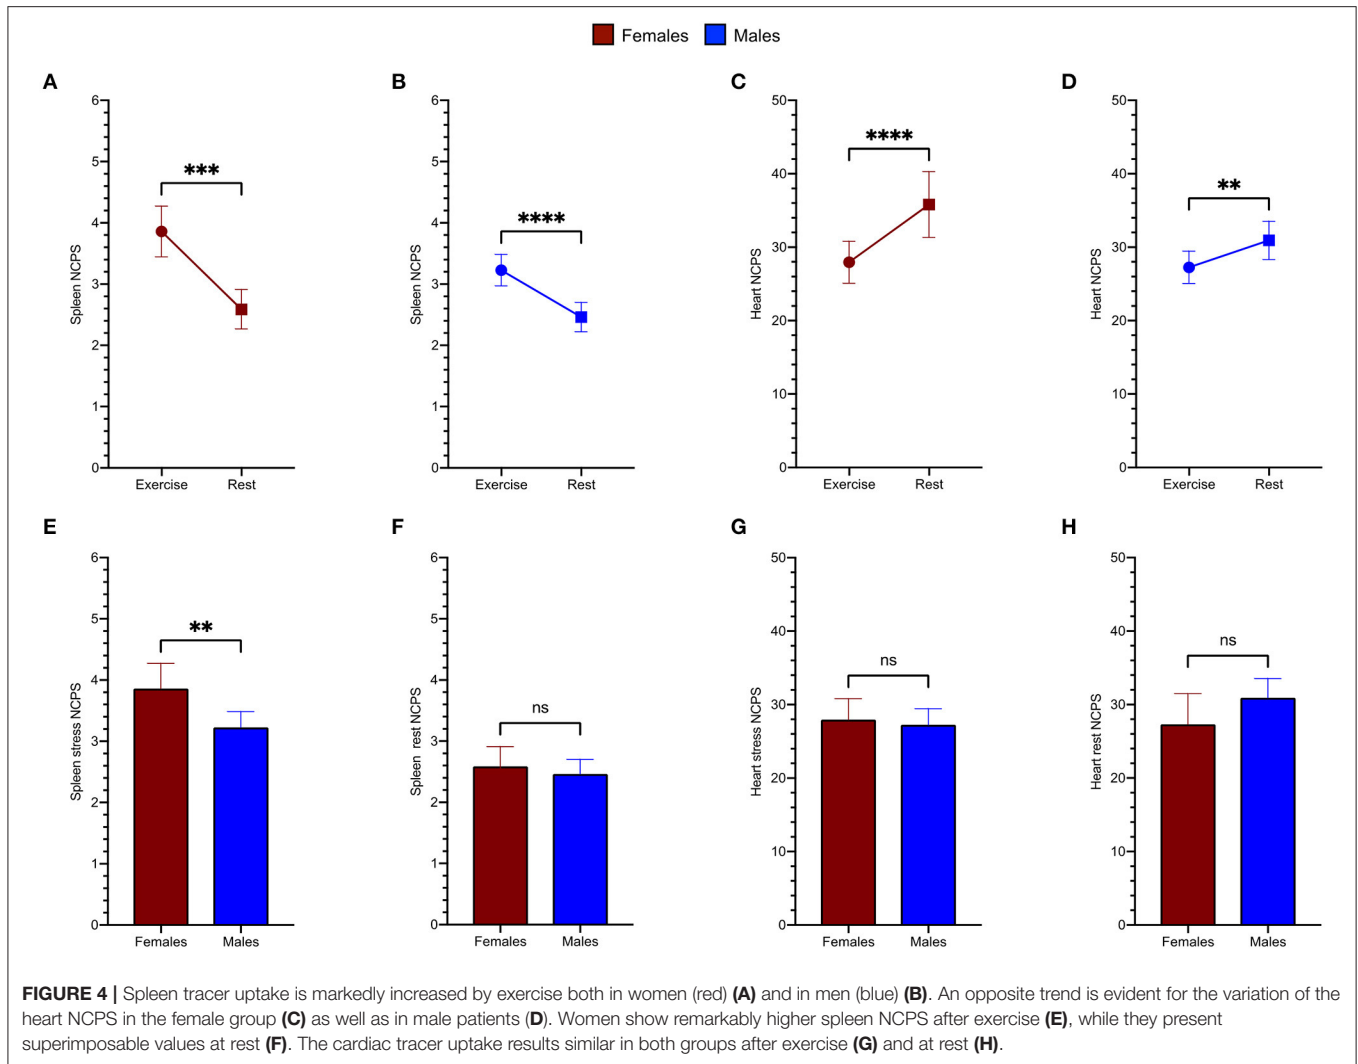 Females Males
A
6
5
4
3
2
1
0
Spleen NCPS
***
Exercise Rest
B
6
5
4
3
2
1
0
Spleen NCPS
****
Exercise Rest
C
50
40
30
20
10
0
Heart NCPS
****
Exercise Rest
D
50
40
30
20
10
0
Heart NCPS
**
Exercise Rest
E
6
5
4
3
2
1
0
Spleen stress NCPS
**
Females Males
F
6
5
4
3
2
1
0
Spleen rest NCPS
ns
Females Males
G
50
40
30
20
10
0
Heart stress NCPS
ns
Females Males
H
50
40
30
20
10
0
Heart rest NCPS
ns
Females Males
FIGURE 4 | Spleen tracer uptake is markedly increased by exercise both in women (red) (A) and in men (blue) (B). An opposite trend is evident for the variation of the
heart NCPS in the female group (C) as well as in male patients (D). Women show remarkably higher spleen NCPS after exercise (E), while they present
superimposable values at rest (F). The cardiac tracer uptake results similar in both groups after exercise (G) and at rest (H).